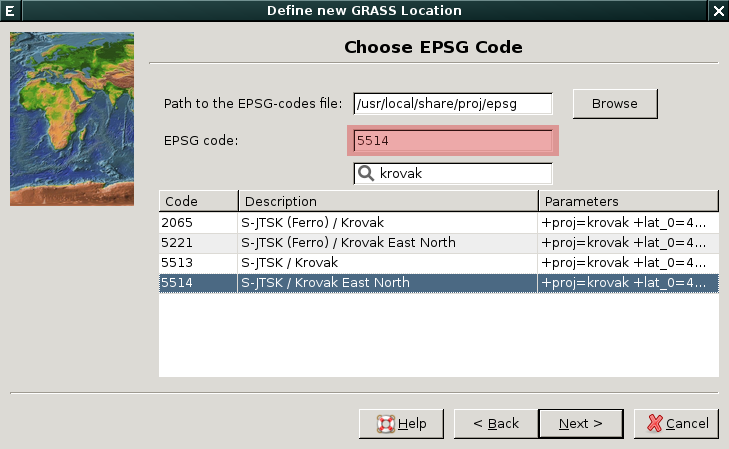 E Define new GRASS Location
Choose EPSG Code
Path to the EPSG-codes file: /usr/local/share/proj/epsg Browse
EPSG code: 5514
krovak
Code Description Parameters
2065 S-JTSK (Ferro) / Krovak +proj=krovak +lat_0=4...
5221 S-JTSK (Ferro) / Krovak East North +proj=krovak +lat_0=4...
5513 S-JTSK / Krovak +proj=krovak +lat_0=4...
5514 S-JTSK / Krovak East North +proj=krovak +lat_0=4...
Help < Back Next > Cancel